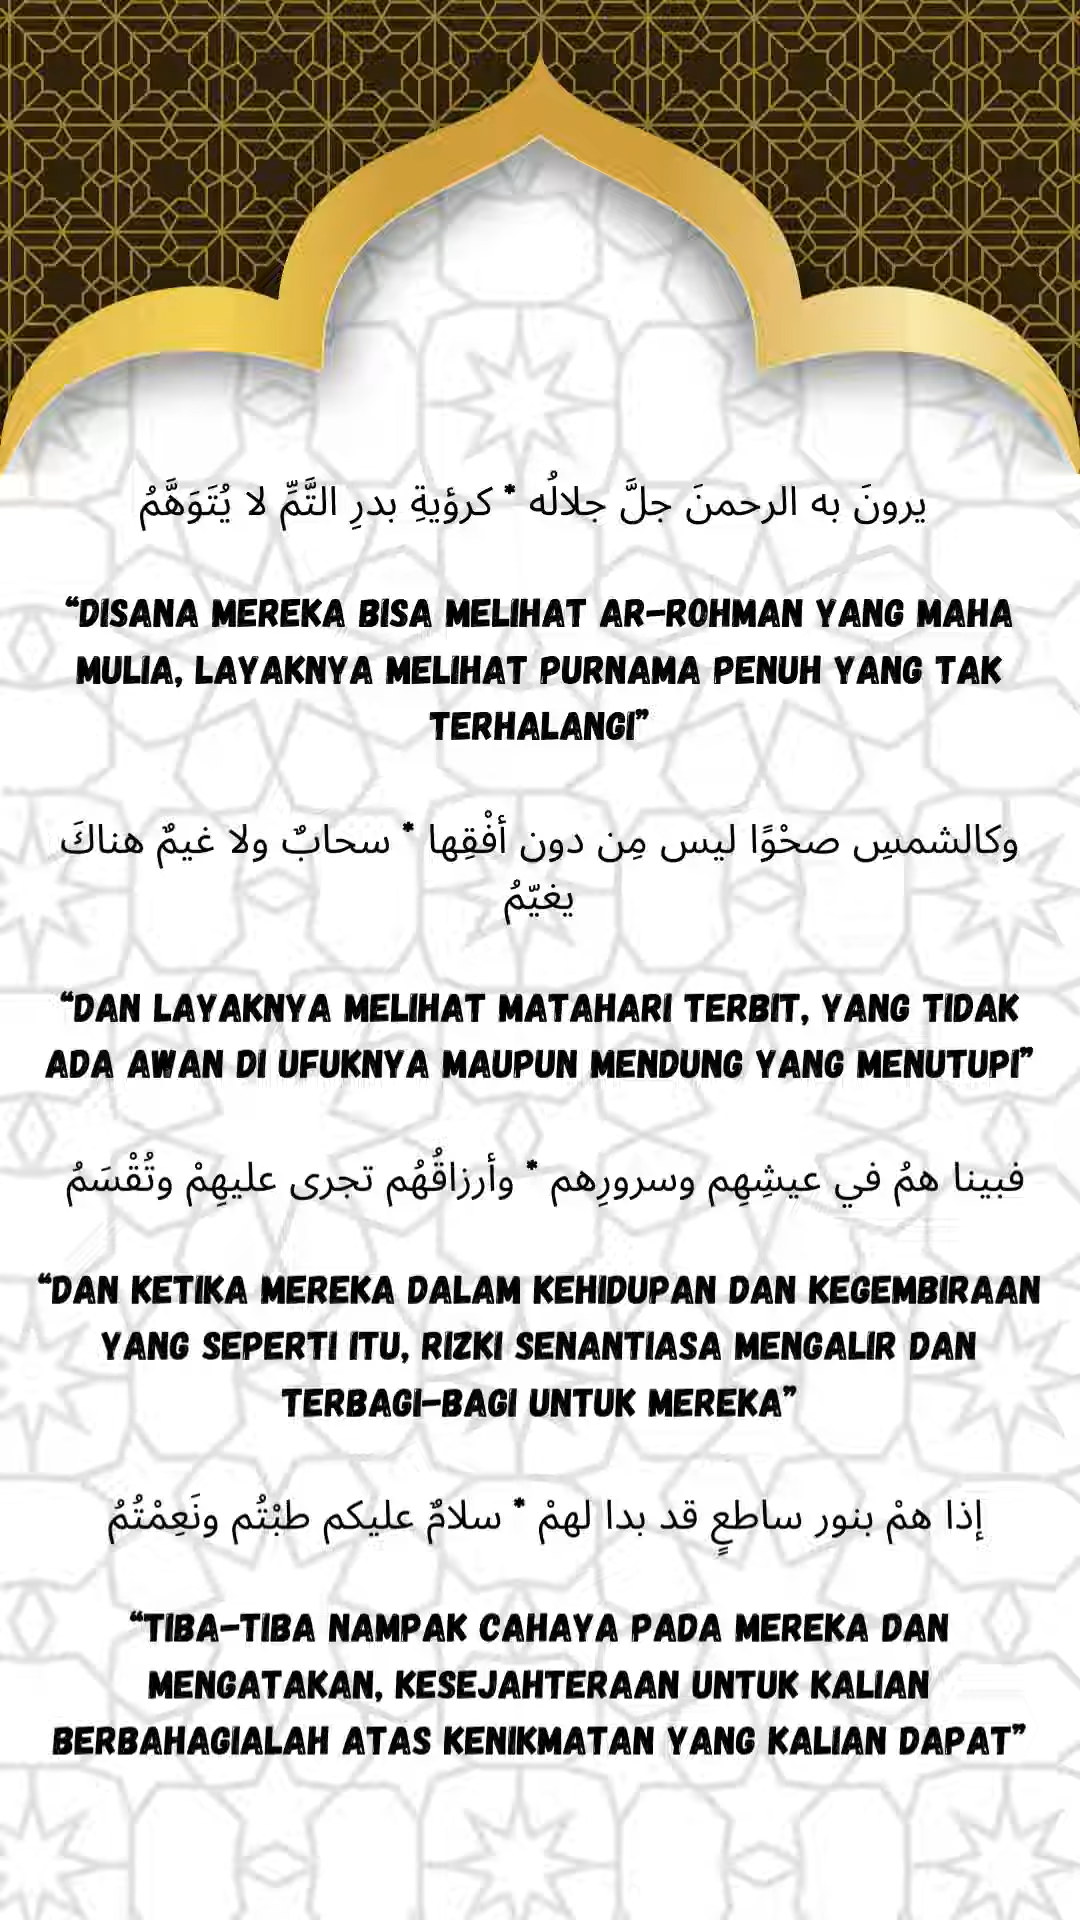 يرونَ به الرحمنَ جلَّ جلالُه * كرؤيةِ بدرِ التَّمِّ لا يُتَوَهَّمُ
“DISANA MEREKA BISA MELIHAT AR-ROHMAN YANG MAHA
MULIA, LAYAKNYA MELIHAT PURNAMA PENUH YANG TAK
TERHALANGI”
وكالشمسِ صحْوًا ليس مِن دون أفْقِها * سحابٌ ولا غيمٌ هناكَ
يغيّمُ
“DAN LAYAKNYA MELIHAT MATAHARI TERBIT, YANG TIDAK
ADA AWAN DI UFUKNYA MAUPUN MENDUNG YANG MENUTUPI”
فبينا همُ في عيشِهِم وسرورِهم * وأرزاقُهُم تجرى عليهِمْ وتُقْسَمُ
“DAN KETIKA MEREKA DALAM KEHIDUPAN DAN KEGEMBIRAAN
YANG SEPERTI ITU, RIZKI SENANTIASA MENGALIR DAN
TERBAGI-BAGI UNTUK MEREKA”
إذا همْ بنور ساطعٍ قد بدا لهمْ * سلامٌ عليكم طبْتُم ونَعِمْتُمُ
“TIBA-TIBA NAMPAK CAHAYA PADA MEREKA DAN
MENGATAKAN, KESEJAHTERAAN UNTUK KALIAN
BERBAHAGIALAH ATAS KENIKMATAN YANG KALIAN DAPAT”